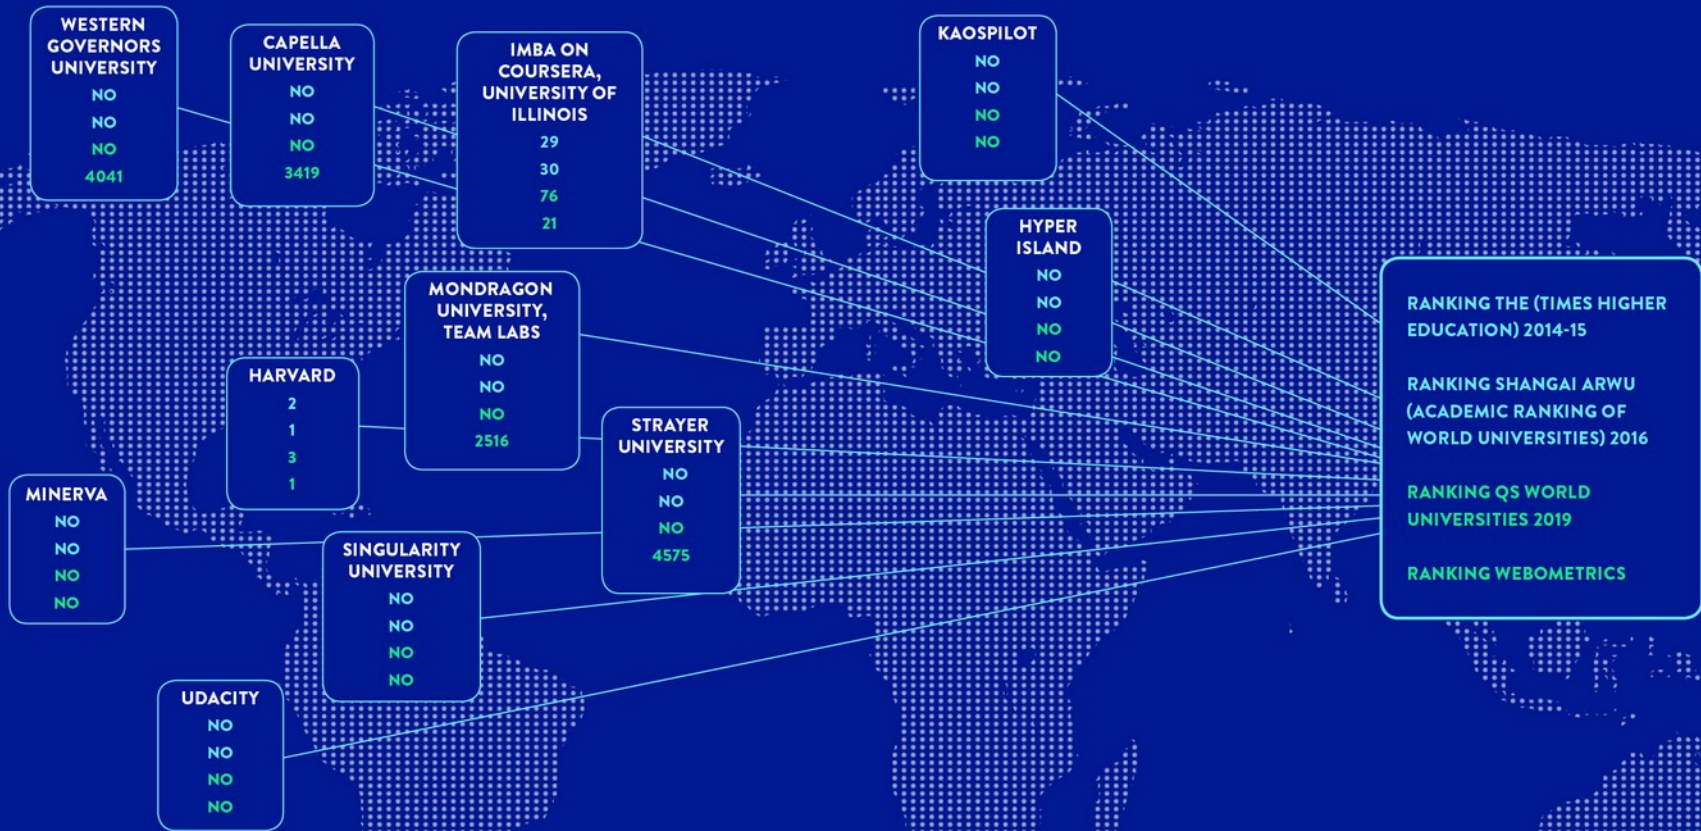 WESTERN
GOVERNORS
UNIVERSITY
NO
NO
NO
4041
CAPELLA
UNIVERSITY
NO
NO
NO
3419
IMBA ON
COURSERA,
UNIVERSITY OF
ILLINOIS
29
30
76
21
KAOSPILOT
NO
NO
NO
NO
HYPER
ISLAND
NO
NO
NO
NO
MONDRAGON
UNIVERSITY,
TEAM LABS
NO
NO
NO
2516
HARVARD
2
1
3
1
STRAYER
UNIVERSITY
NO
NO
NO
4575
MINERVA
NO
NO
NO
NO
SINGULARITY
UNIVERSITY
NO
NO
NO
NO
UDACITY
NO
NO
NO
NO
RANKING THE (TIMES HIGHER
EDUCATION) 2014-15
RANKING SHANGAI ARWU
(ACADEMIC RANKING OF
WORLD UNIVERSITIES) 2016
RANKING QS WORLD
UNIVERSITIES 2019
RANKING WEBOMETRICS